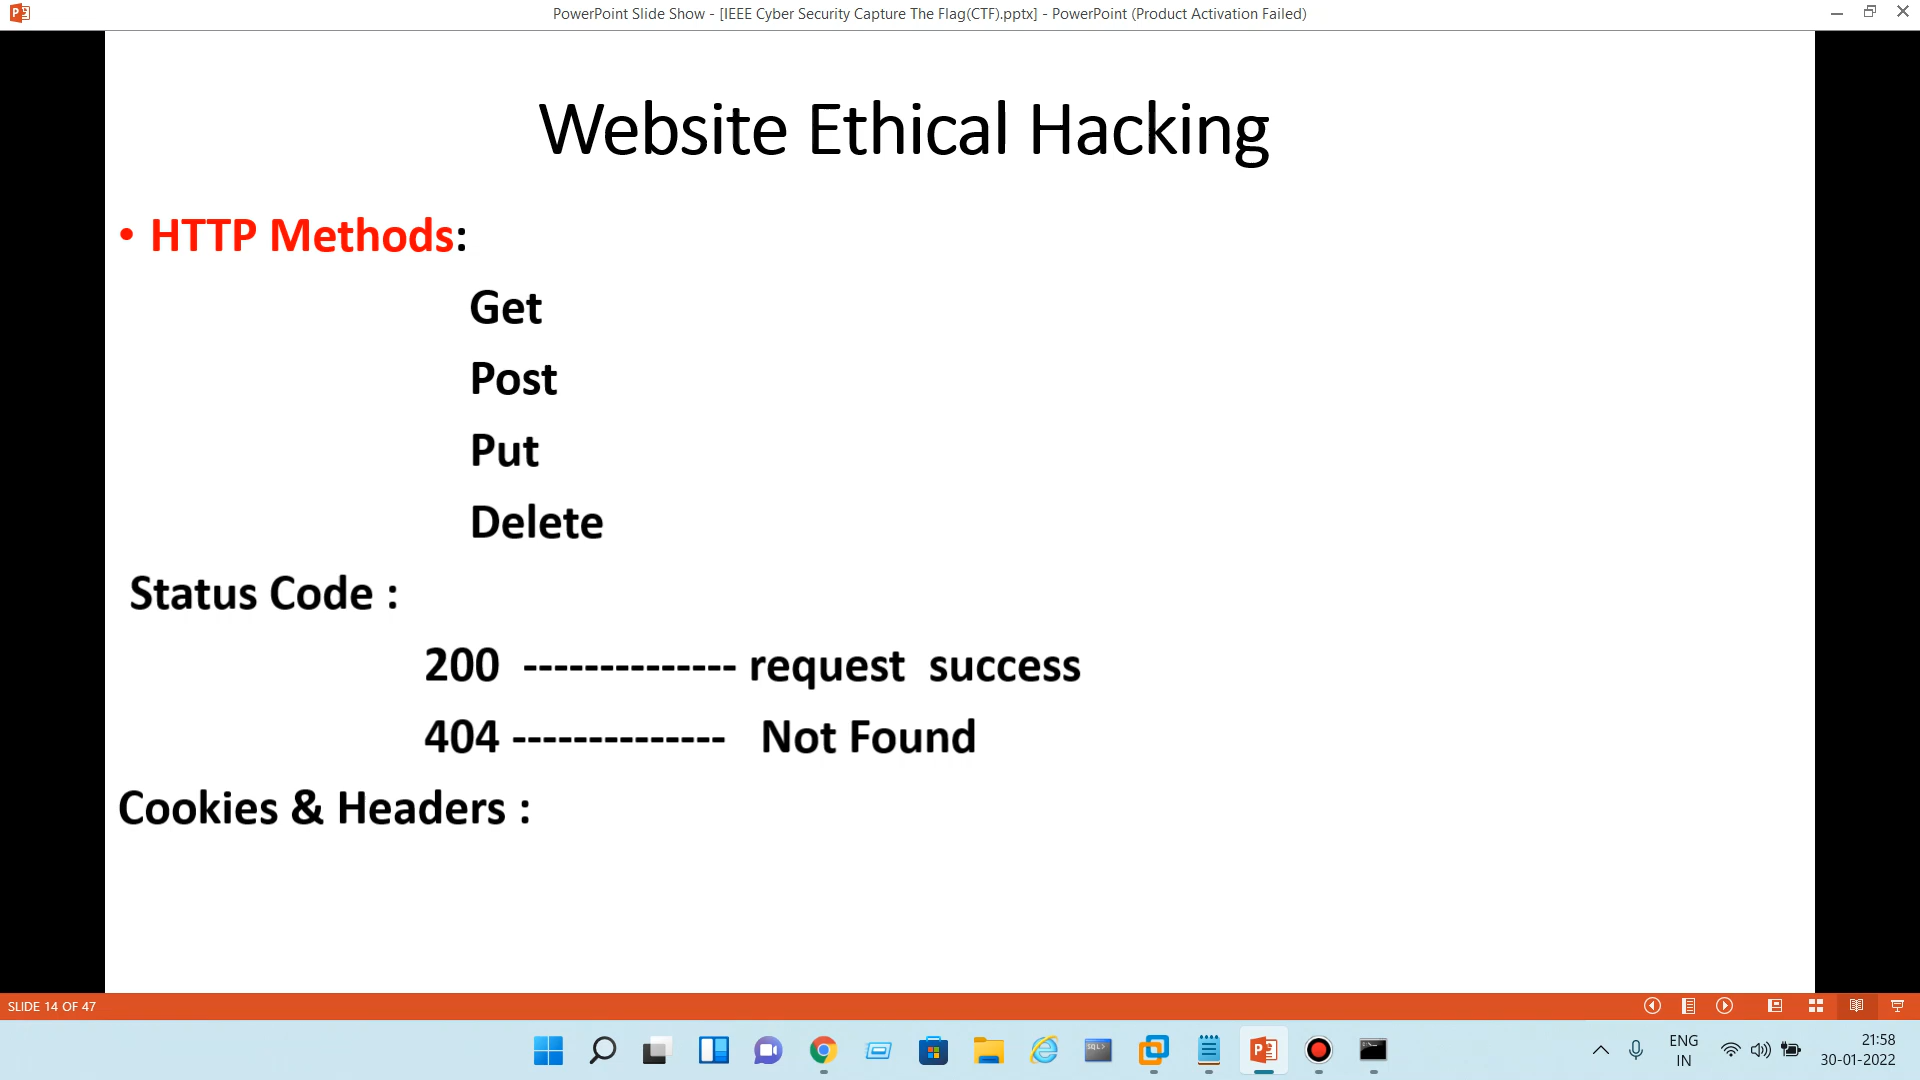 PowerPoint Slide Show - [IEEE Cyber Security Capture The Flag(CTF).pptx] - PowerPoint (Product Activation Failed)
Website Ethical Hacking
• HTTP Methods:
Get
Post
Put
Delete
Status Code :
200 -------------- request success
404 -------------- Not Found
Cookies & Headers :
SLIDE 14 OF 47
ENG
IN
21:58
30-01-2022